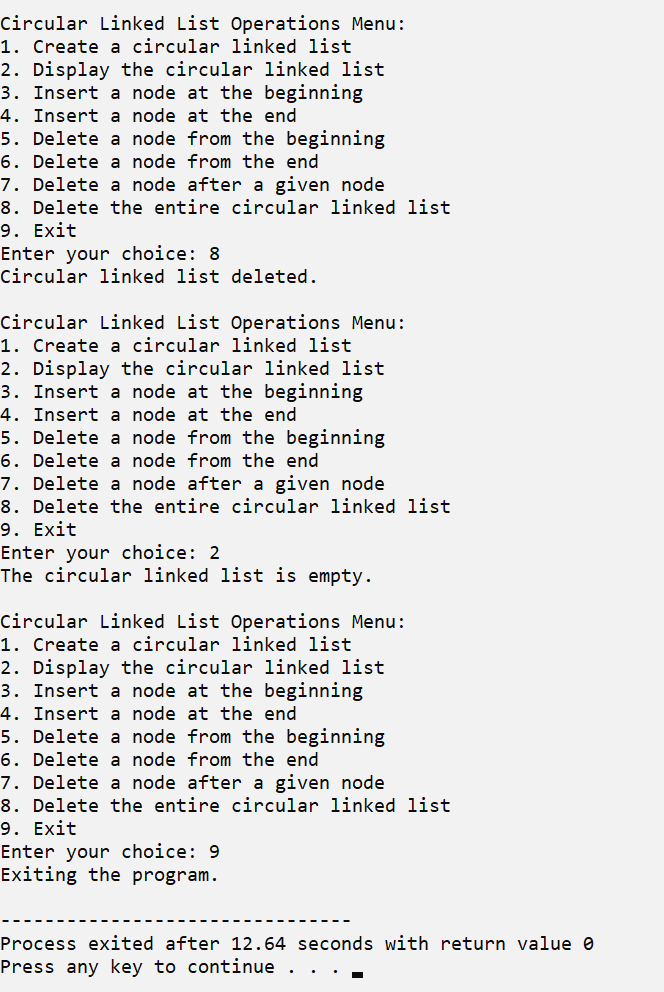 Circular Linked List Operations Menu:
1. Create a circular linked list
2. Display the circular linked list
3. Insert a node at the beginning
4. Insert a node at the end
5. Delete a node from the beginning
6. Delete a node from the end
7. Delete a node after a given node
8. Delete the entire circular linked list
9. Exit
Enter your choice: 8
Circular linked list deleted.

Circular Linked List Operations Menu:
1. Create a circular linked list
2. Display the circular linked list
3. Insert a node at the beginning
4. Insert a node at the end
5. Delete a node from the beginning
6. Delete a node from the end
7. Delete a node after a given node
8. Delete the entire circular linked list
9. Exit
Enter your choice: 2
The circular linked list is empty.

Circular Linked List Operations Menu:
1. Create a circular linked list
2. Display the circular linked list
3. Insert a node at the beginning
4. Insert a node at the end
5. Delete a node from the beginning
6. Delete a node from the end
7. Delete a node after a given node
8. Delete the entire circular linked list
9. Exit
Enter your choice: 9
Exiting the program.

--------------------------------
Process exited after 12.64 seconds with return value 0
Press any key to continue . . .